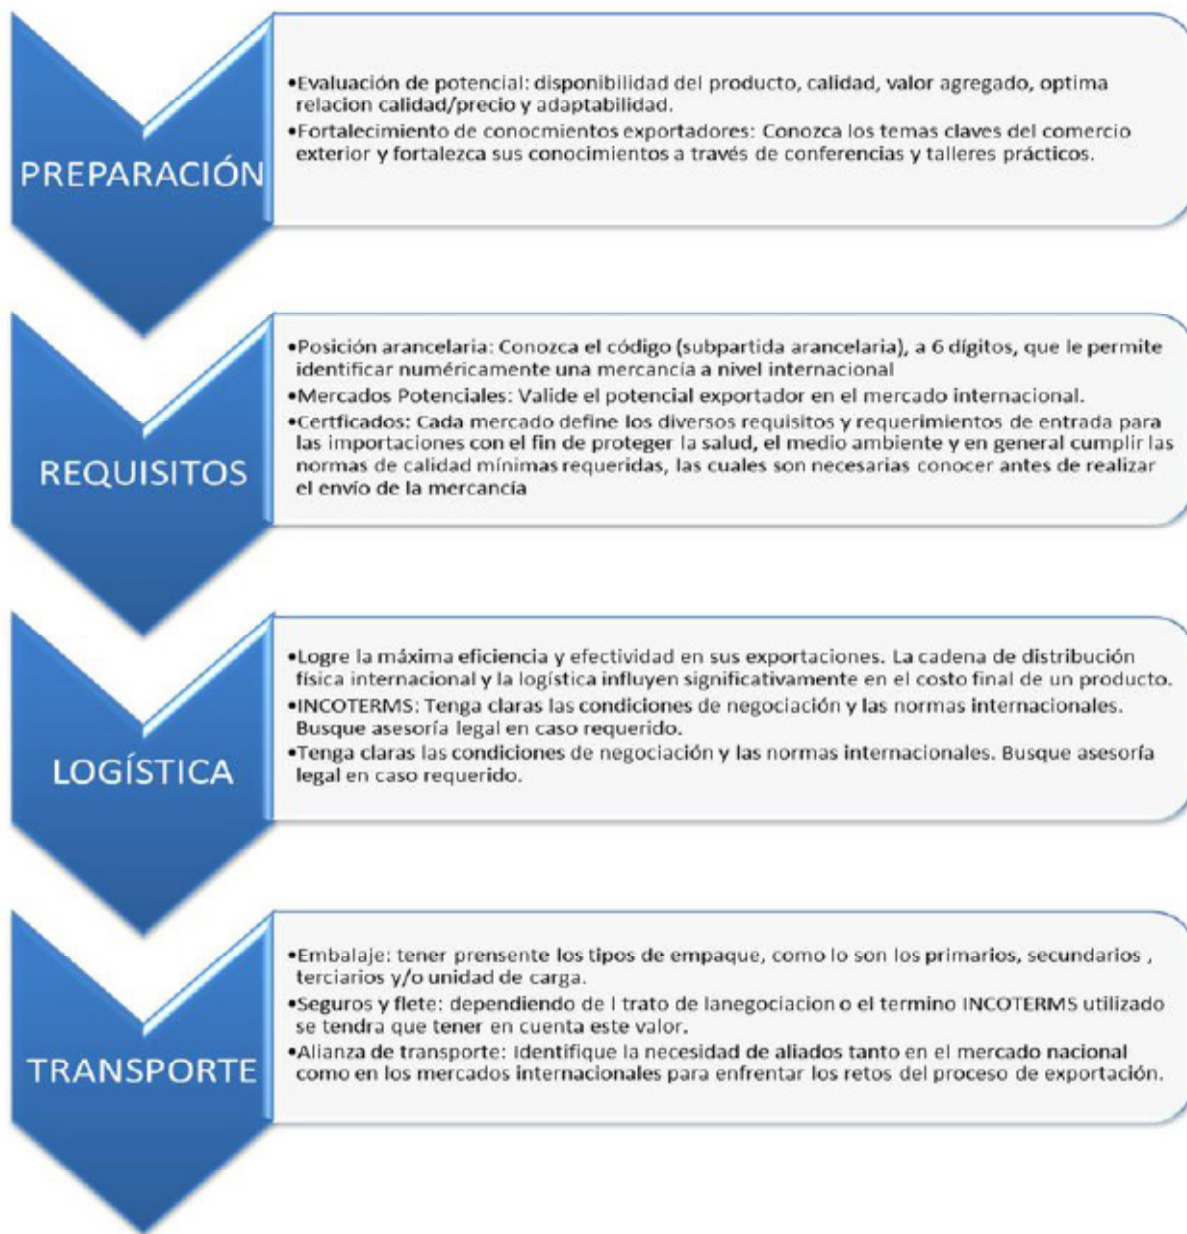 PREPARACIÓN
•Evaluación de potencial: disponibilidad del producto, calidad, valor agregado, optima
relacion calidad/precio y adaptabilidad.
•Fortalecimiento de conocmientos exportadores: Conozca los temas claves del comercio
exterior y fortalezca sus conocimientos a través de conferencias y talleres prácticos.
REQUISITOS
•Posición arancelaria: Conozca el código (subpartida arancelaria), a 6 dígitos, que le permite
identificar numéricamente una mercancía a nivel internacional
•Mercados Potenciales: Valide el potencial exportador en el mercado internacional.
•Certficados: Cada mercado define los diversos requisitos y requerimientos de entrada para
las importaciones con el fin de proteger la salud, el medio ambiente y en general cumplir las
normas de calidad mínimas requeridas, las cuales son necesarias conocer antes de realizar
el envío de la mercancía
LOGÍSTICA
•Logre la máxima eficiencia y efectividad en sus exportaciones. La cadena de distribución
física internacional y la logística influyen significativamente en el costo final de un producto.
•INCOTERMS: Tenga claras las condiciones de negociación y las normas internacionales.
Busque asesoría legal en caso requerido.
•Tenga claras las condiciones de negociación y las normas internacionales. Busque asesoría
legal en caso requerido.
TRANSPORTE
•Embalaje: tener prensente los tipos de empaque, como lo son los primarios, secundarios ,
terciarios y/o unidad de carga.
•Seguros y flete: dependiendo de l trato de lanegociacion o el termino INCOTERMS utilizado
se tendra que tener en cuenta este valor.
•Alianza de transporte: Identifique la necesidad de aliados tanto en el mercado nacional
como en los mercados internacionales para enfrentar los retos del proceso de exportación.